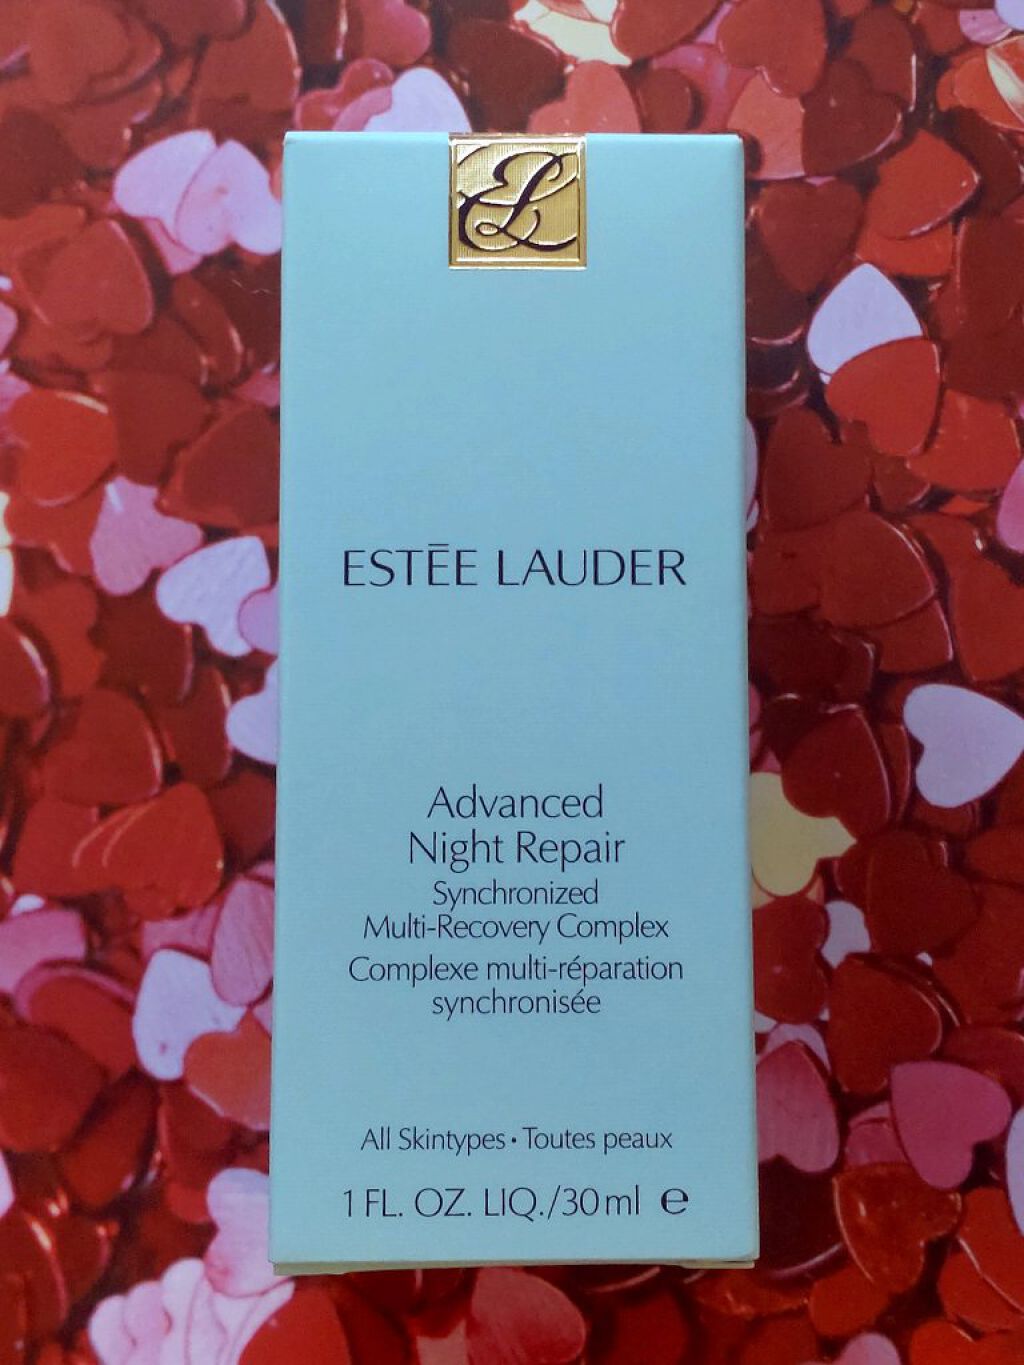 EL
ESTĒE LAUDER
Advanced
Night Repair
Synchronized
Multi-Recovery Complex
Complexe multi-réparation
synchronisée
All Skintypes • Toutes peaux
1 FL. OZ. LIQ./30 ml ℮